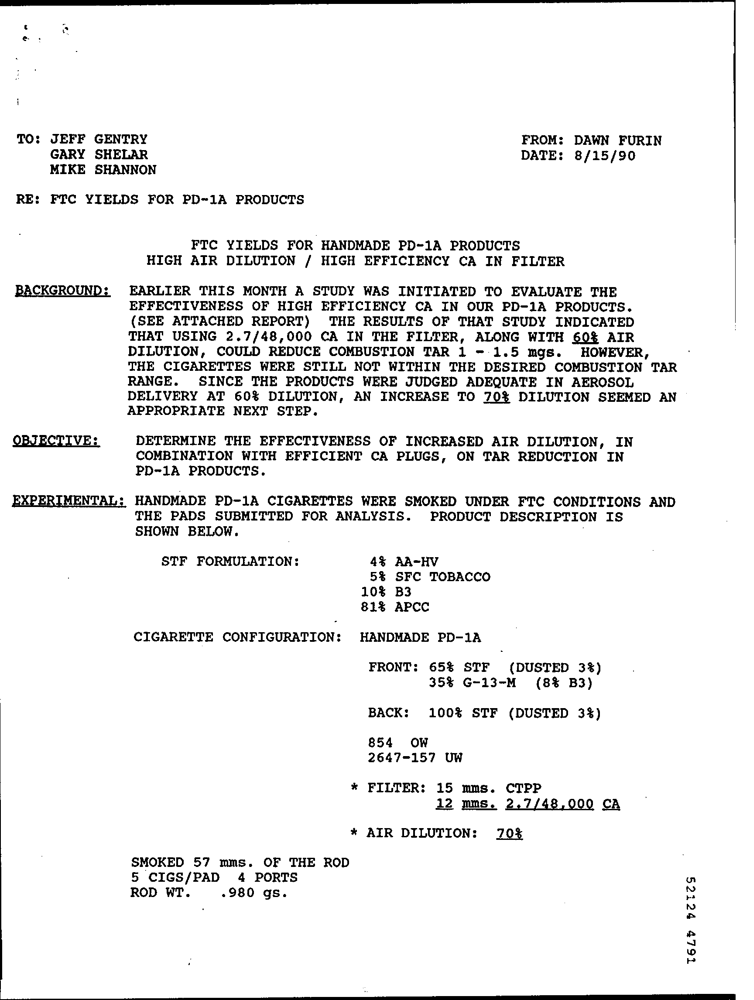 TO: JEFF GENTRY
GARY SHELAR
MIKE SHANNON
FROM: DAWN FURIN
DATE: 8/15/90
RE: FTC YIELDS FOR PD-1A PRODUCTS
FTC YIELDS FOR HANDMADE PD-1A PRODUCTS
HIGH AIR DILUTION / HIGH EFFICIENCY CA IN FILTER
BACKGROUND: EARLIER THIS MONTH A STUDY WAS INITIATED TO EVALUATE THE
EFFECTIVENESS OF HIGH EFFICIENCY CA IN OUR PD-1A PRODUCTS.
(SEE ATTACHED REPORT) THE RESULTS OF THAT STUDY INDICATED
THAT USING 2.7/48,000 CA IN THE FILTER, ALONG WITH 60% AIR
DILUTION, COULD REDUCE COMBUSTION TAR 1 - 1.5 mgs. HOWEVER,
THE CIGARETTES WERE STILL NOT WITHIN THE DESIRED COMBUSTION TAR
RANGE. SINCE THE PRODUCTS WERE JUDGED ADEQUATE IN AEROSOL
DELIVERY AT 60% DILUTION, AN INCREASE TO 70% DILUTION SEEMED AN
APPROPRIATE NEXT STEP.
OBJECTIVE: DETERMINE THE EFFECTIVENESS OF INCREASED AIR DILUTION, IN
COMBINATION WITH EFFICIENT CA PLUGS, ON TAR REDUCTION IN
PD-1A PRODUCTS.
EXPERIMENTAL: HANDMADE PD-1A CIGARETTES WERE SMOKED UNDER FTC CONDITIONS AND
THE PADS SUBMITTED FOR ANALYSIS. PRODUCT DESCRIPTION IS
SHOWN BELOW.
STF FORMULATION: 4% AA-HV
5% SFC TOBACCO
10% B3
81% APCC
CIGARETTE CONFIGURATION: HANDMADE PD-1A
FRONT: 65% STF (DUSTED 3%)
35% G-13-M (8% B3)
BACK: 100% STF (DUSTED 3%)
854 OW
2647-157 UW
* FILTER: 15 mms. CTPP
12 mms. 2.7/48,000 CA
* AIR DILUTION: 70%
SMOKED 57 mms. OF THE ROD
5 CIGS/PAD 4 PORTS
ROD WT. .980 gs.
52124 4791